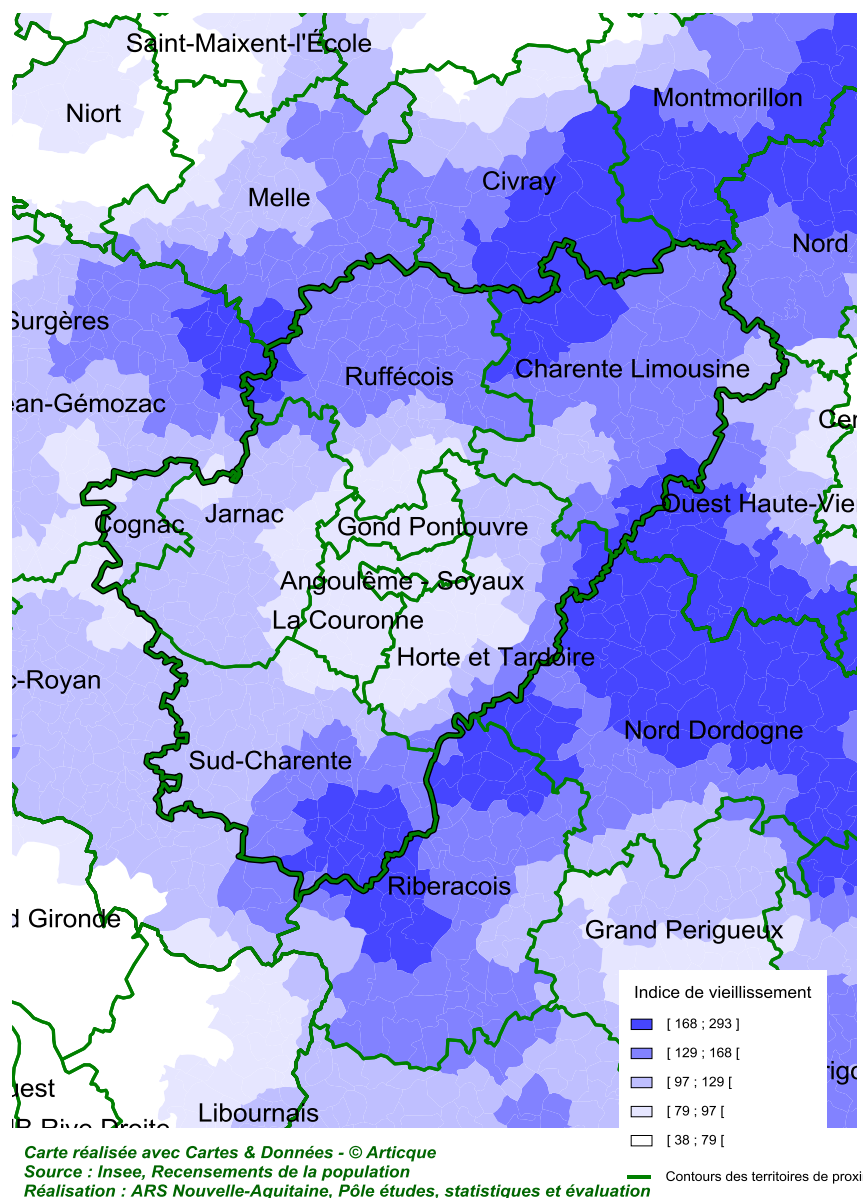 Saint-Maixent-l'École
Montmorillon
Niort
Civray
Melle
Nord
Surgères
Charente Limousine
Ruffécois
ean-Gémozac
Cer
Ouest Haute-Vie
Jarnac
Cognac
Gond Pontouvre
Angoulême - Soyaux
La Couronne
Horte et Tardoire
c-Royan
Nord Dordogne
Sud-Charente
Riberacois
d Gironde
Grand Perigueux
Indice de vieillissement
[ 168 ; 293 ]
[ 129 ; 168 [
[ 97 ; 129 [
[ 79 ; 97 [
[ 38 ; 79 [
rigo
uest
Libournais
Rive Droite
Carte réalisée avec Cartes & Données - © Articque
Source : Insee, Recensements de la population
Contours des territoires de proxi
Réalisation : ARS Nouvelle-Aquitaine, Pôle études, statistiques et évaluation